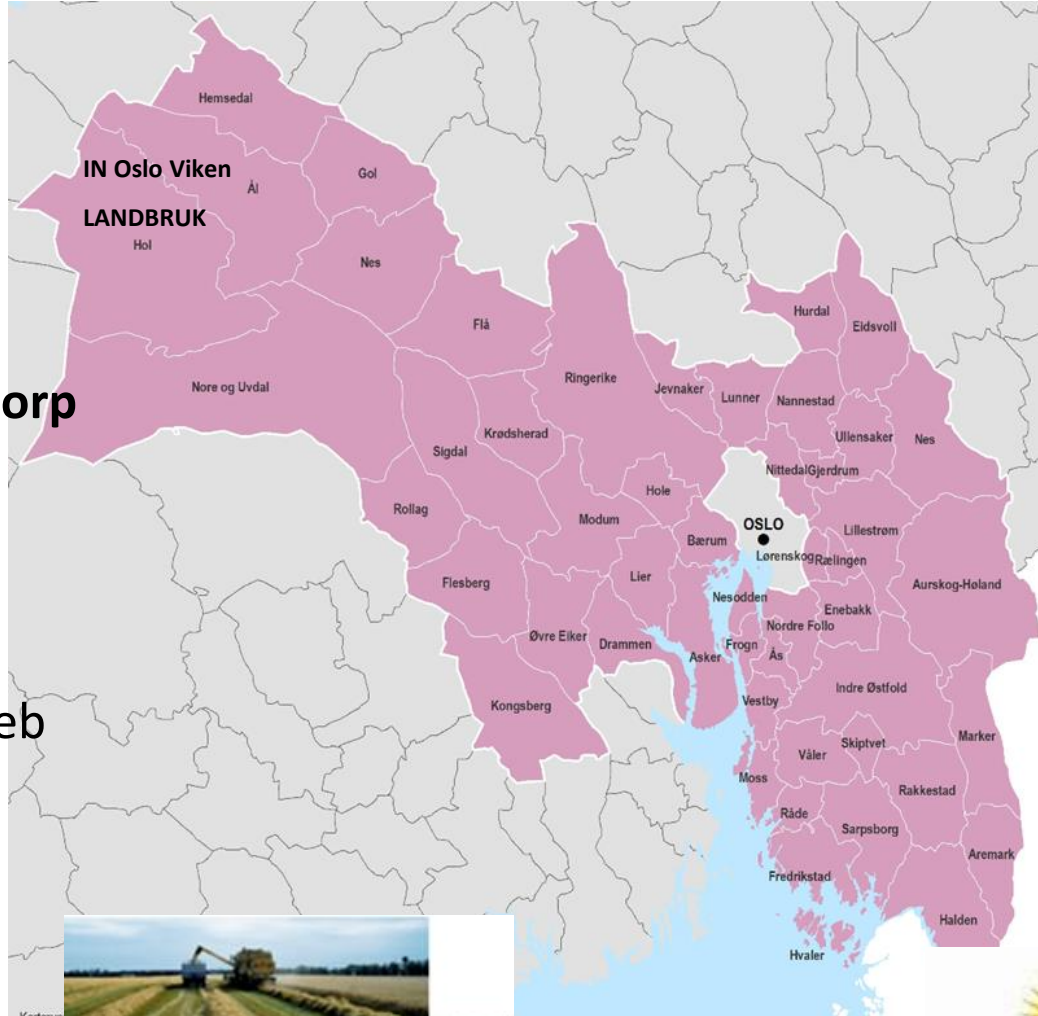 Hemsedal
IN Oslo Viken
Ål
Gol
LANDBRUK
Hol
Nes
Flå
Hurdal
Eidsvoll
Nore og Uvdal
Ringerike
Jevnaker
Lunner
Nannestad
orp
Krødsherad
Ullensaker
Nes
Sigdal
Nittedal
Gjerdrum
Hole
Rollag
Modum
OSLO
Lillestrøm
Bærum
Lørenskog
Rælingen
Lier
Flesberg
Aurskog-Høland
Nesodden
Enebakk
Nordre Follo
Øvre Eiker
Drammen
Frogn
Ås
Asker
Indre Østfold
Kongsberg
Vestby
eb
Marker
Skiptvet
Våler
Moss
Rakkestad
Råde
Sarpsborg
Aremark
Fredrikstad
Halden
Hvaler